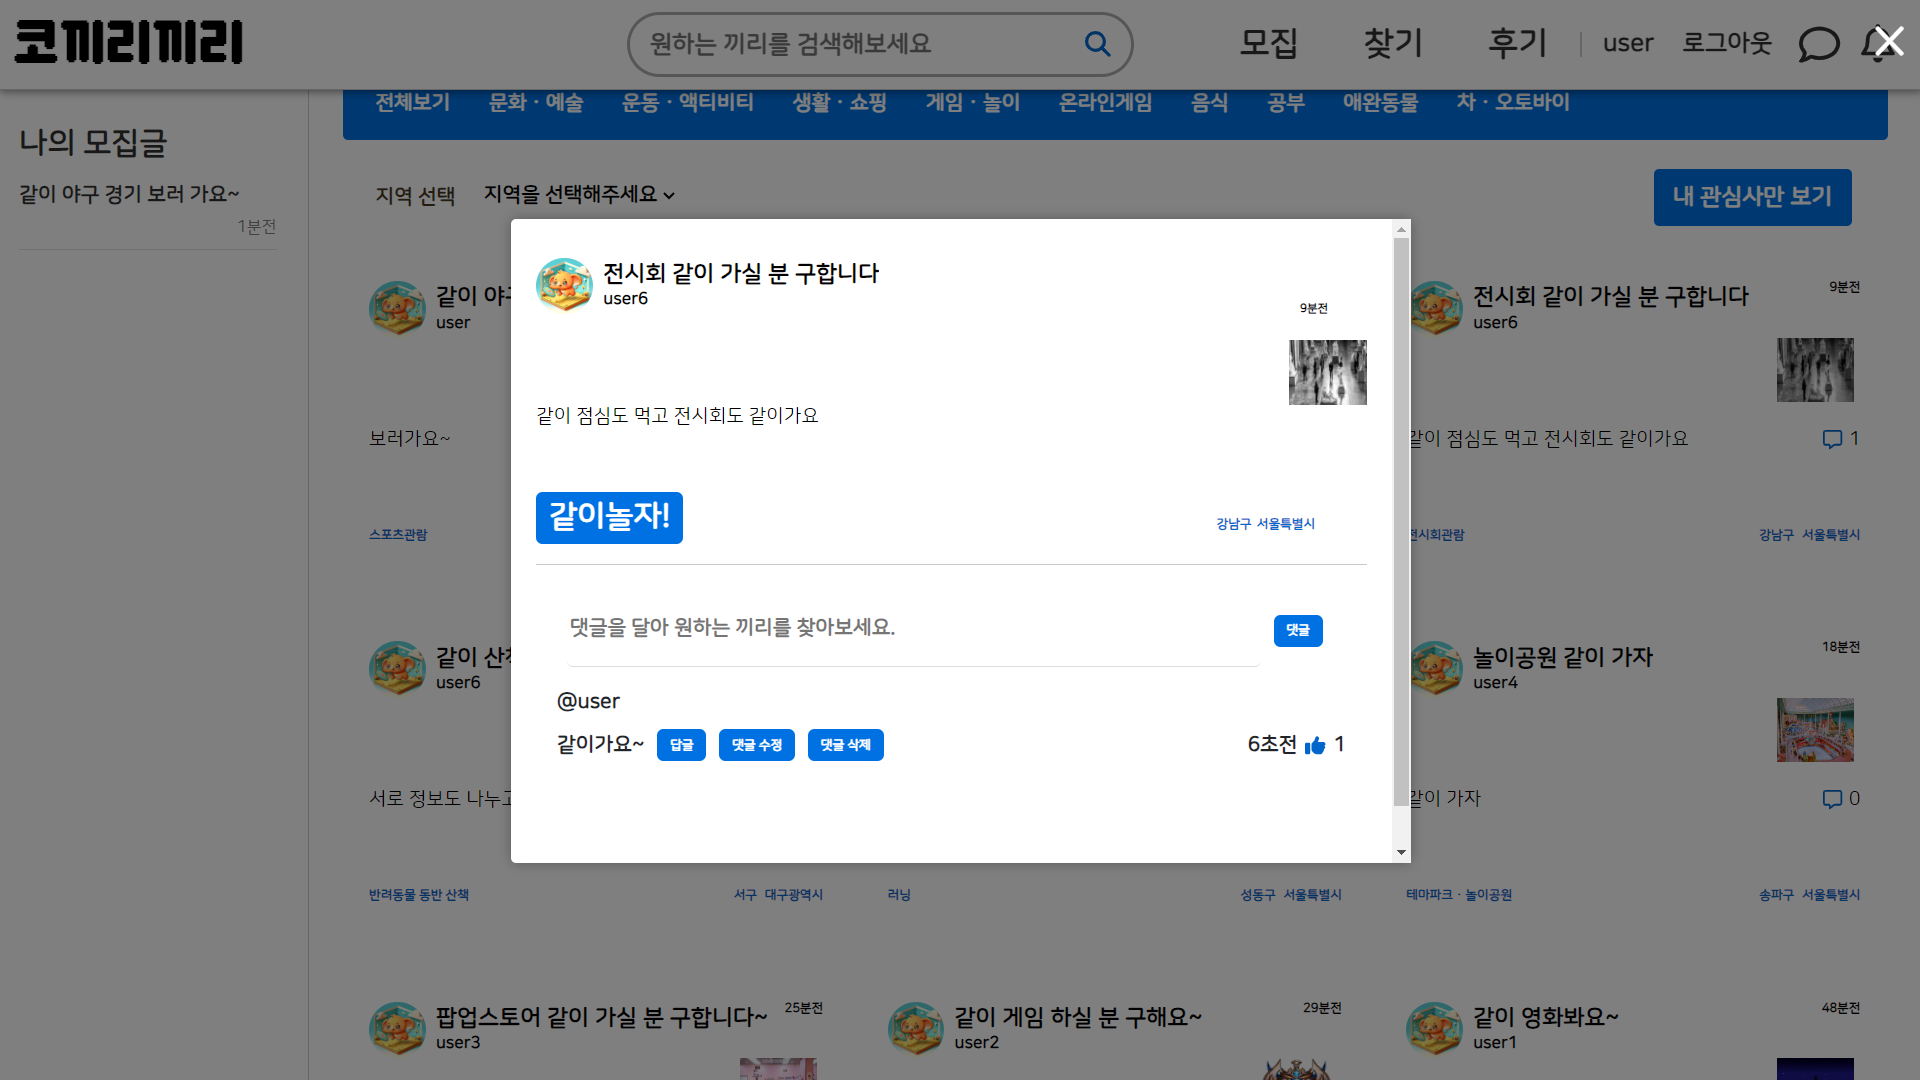 코끼리끼리
원하는 끼리를 검색해보세요
모집 찾기 후기 user 로그아웃
전체보기 문화 · 예술 운동 · 액티비티 생활 · 쇼핑 게임 · 놀이 온라인게임 음식 공부 애완동물 차 · 오토바이
나의 모집글
같이 야구 경기 보러 가요~
1분전
지역 선택 지역을 선택해주세요
내 관심사만 보기
전시회 같이 가실 분 구합니다
user6
9분전
같이 점심도 먹고 전시회도 같이가요
같이놀자!
강남구 서울특별시
댓글을 달아 원하는 끼리를 찾아보세요.
댓글
@user
같이가요~ 답글 댓글 수정 댓글 삭제
6초전 1
같이 야
user
보러가요~
스포츠관람
전시회 같이 가실 분 구합니다
user6
9분전
같이 점심도 먹고 전시회도 같이가요
1
전시회관람
강남구 서울특별시
같이 산
user6
서로 정보도 나누고
반려동물 동반 산책
서구 대구광역시
러닝
성동구 서울특별시
놀이공원 같이 가자
user4
18분전
같이 가자
0
테마파크 · 놀이공원
송파구 서울특별시
팝업스토어 같이 가실 분 구합니다~
user3
25분전
같이 게임 하실 분 구해요~
user2
29분전
같이 영화봐요~
user1
48분전